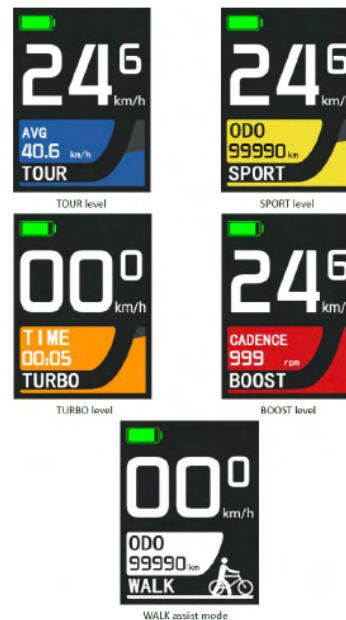 24.6 km/h
AVG
40.6 km/h
TOUR
TOUR level
24.6 km/h
ODO
99990 km
SPORT
SPORT level
00.0 km/h
TIME
00:05
TURBO
TURBO level
24.6 km/h
CADENCE
999 rpm
BOOST
BOOST level
00.0 km/h
ODO
99990 km
WALK
WALK assist mode